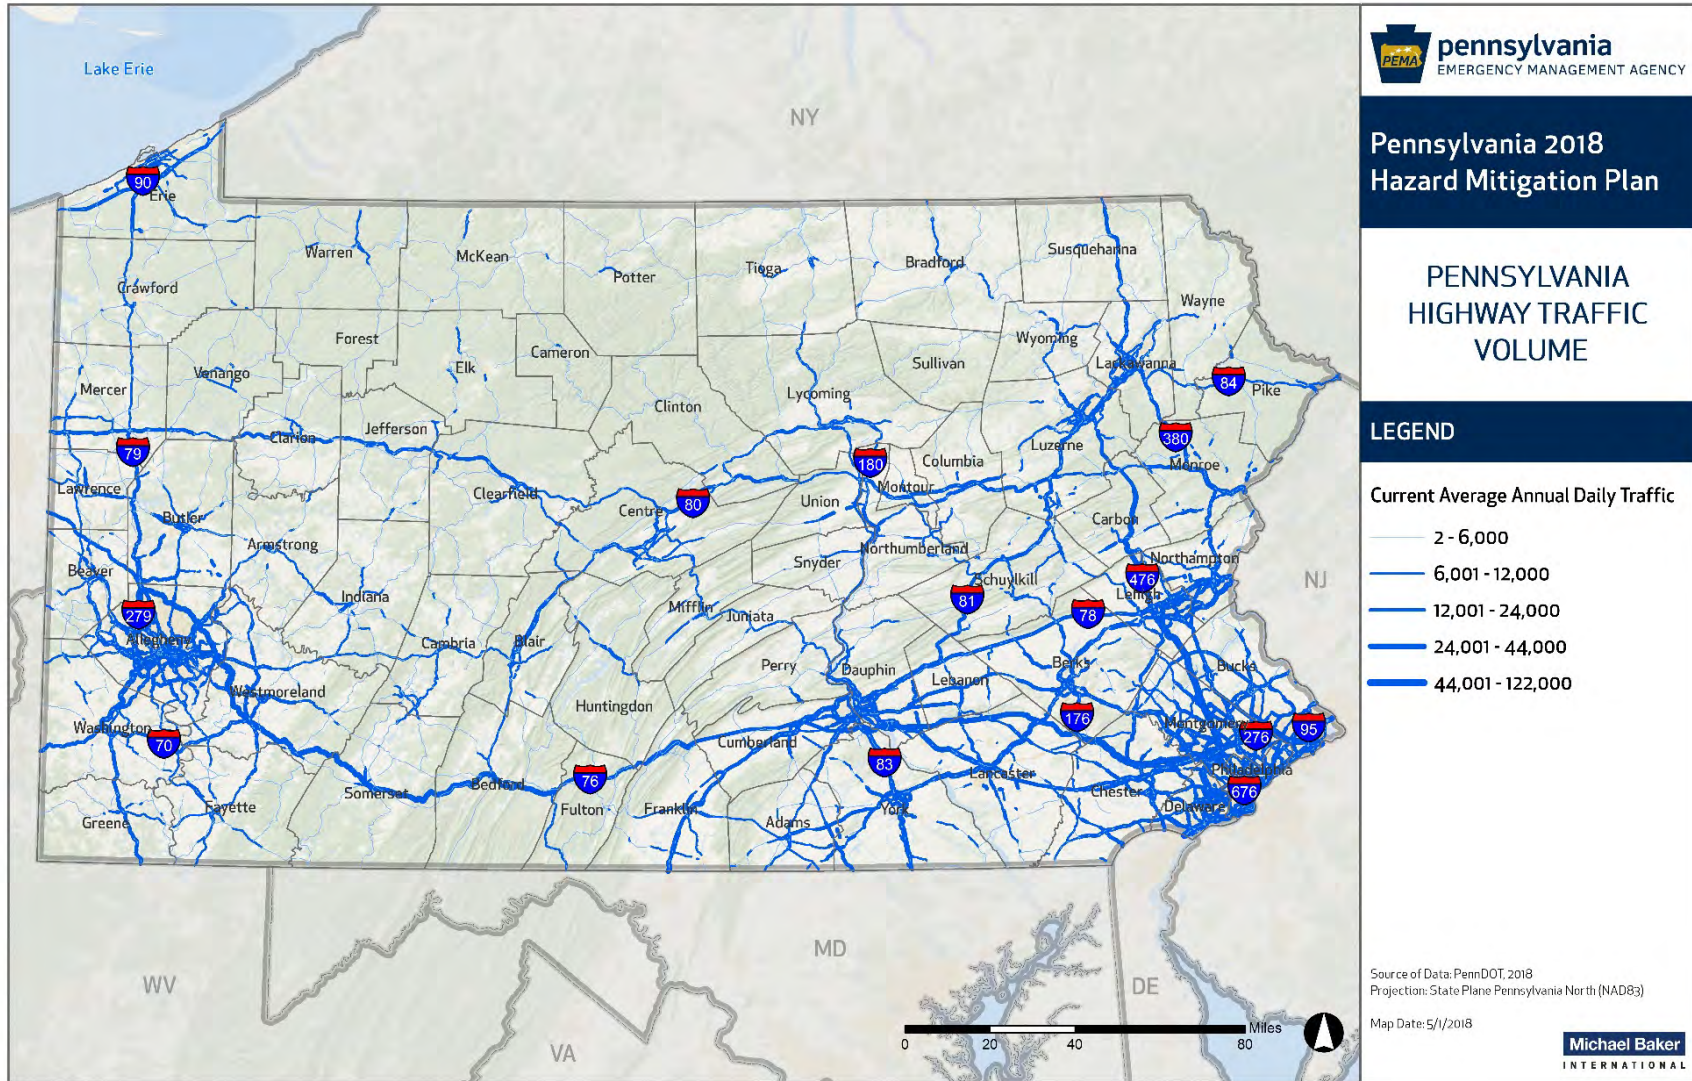 Lake Erie
NY
90
Erie
Warren
McKean
Potter
Tioga
Bradford
Susquehanna
Wayne
Crawford
Forest
Elk
Cameron
Sullivan
Wyoming
Lackawanna
84
Pike
Mercer
Venango
Clinton
Lycoming
Clarion
Jefferson
79
180
Columbia
Luzerne
380
Monroe
Lawrence
Clearfield
Centre
80
Union
Montour
Butler
Armstrong
Carbon
Northumberland
Northampton
Beaver
Snyder
476
Schuylkill
81
Lehigh
78
NJ
279
Indiana
Mifflin
Juniata
Allegheny
Cambria
Blair
Perry
Dauphin
Lebanon
Berks
Bucks
Westmoreland
Huntingdon
Washington
70
Cumberland
176
Montgomery
276
95
76
83
Lancaster
Philadelphia
Bedford
Somerset
Fulton
Franklin
York
Chester
Delaware
676
Greene
Fayette
Adams
WV
MD
DE
VA
Miles
0
20
40
80
PEMA
pennsylvania
EMERGENCY MANAGEMENT AGENCY
Pennsylvania 2018
Hazard Mitigation Plan
PENNSYLVANIA
HIGHWAY TRAFFIC
VOLUME
LEGEND
Current Average Annual Daily Traffic
2 - 6,000
6,001 - 12,000
12,001 - 24,000
24,001 - 44,000
44,001 - 122,000
Source of Data: PennDOT, 2018
Projection: State Plane Pennsylvania North (NAD83)
Map Date: 5/1/2018
Michael Baker
INTERNATIONAL